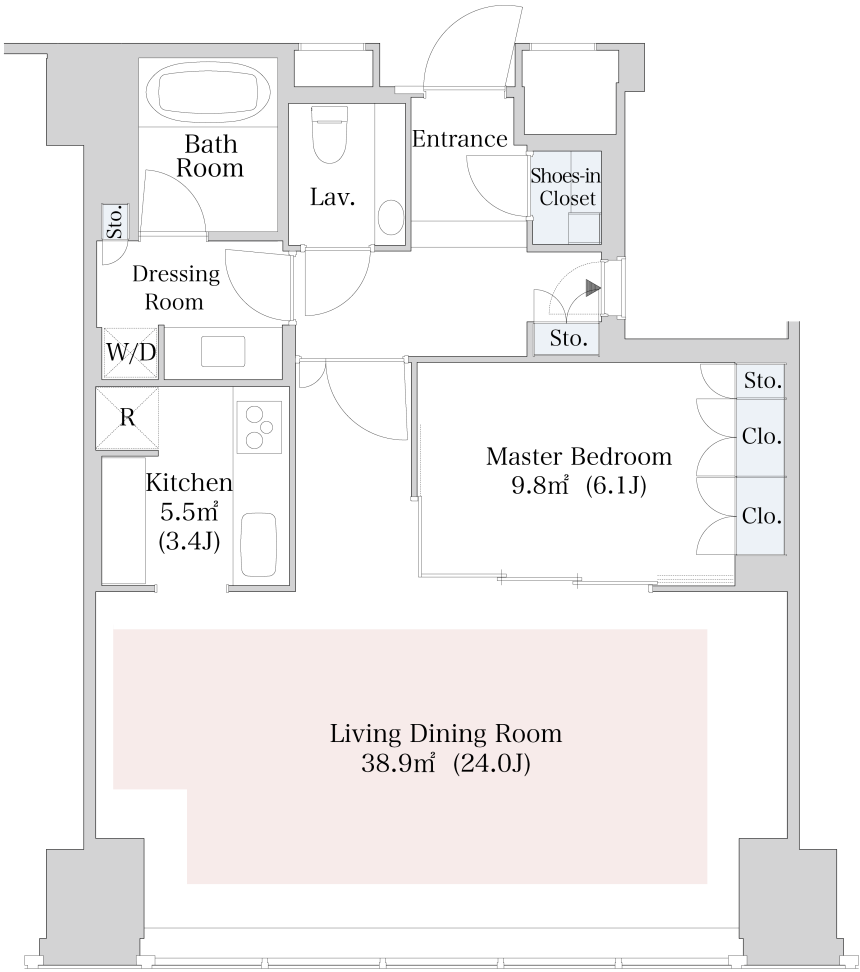 Bath
Room
Entrance
Lav.
Shoes-in
Closet
Sto.
Dressing
Room
Sto.
W/D
R
Sto.
Clo.
Clo.
Master Bedroom
9.8㎡ (6.1J)
Kitchen
5.5㎡
(3.4J)
Living Dining Room
38.9㎡ (24.0J)